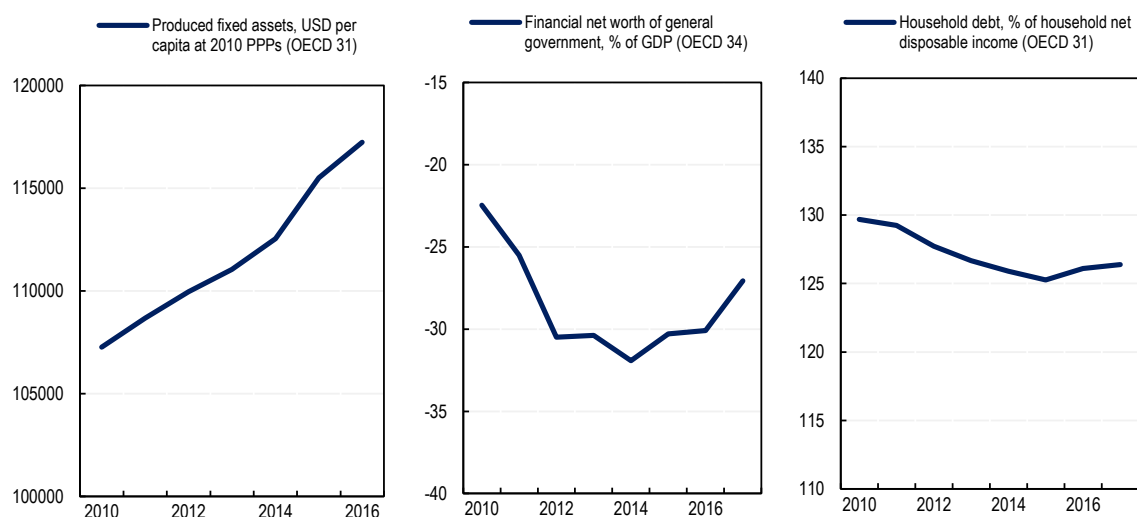 Produced fixed assets, USD per
capita at 2010 PPPs (OECD 31)
120000
115000
110000
105000
100000
2010 2012 2014 2016
Financial net worth of general
government, % of GDP (OECD 34)
-15
-20
-25
-30
-35
-40
2010 2012 2014 2016
Household debt, % of household net
disposable income (OECD 31)
140
135
130
125
120
115
110
2010 2012 2014 2016